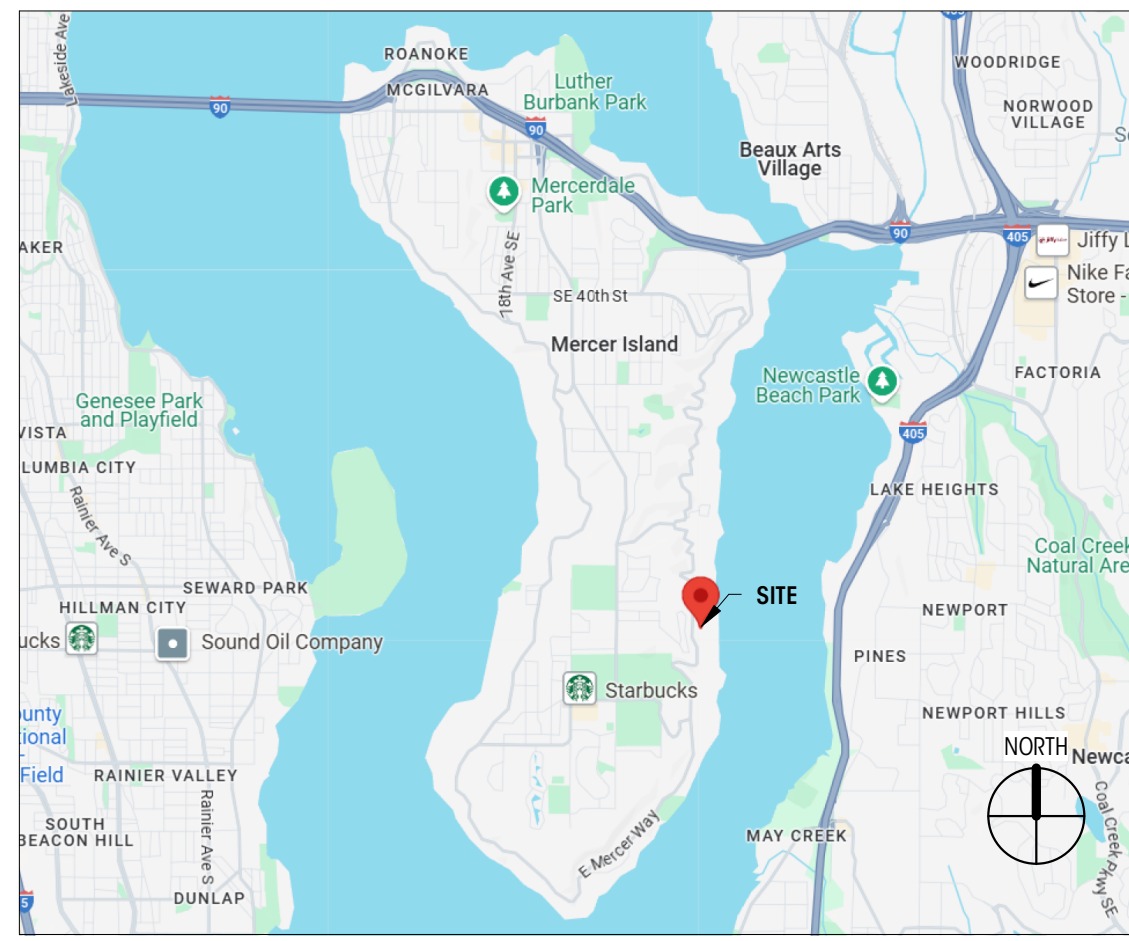 Lakeside Ave
ROANOKE
MCGILVARA
Luther
Burbank Park
WOODRIDGE
NORWOOD
VILLAGE
90
90
Beaux Arts
Village
Mercerdale
Park
18th Ave SE
90
405
Jiffy L
Nike Fa
Store -
AKER
SE 40th St
Mercer Island
Newcastle
Beach Park
FACTORIA
Genesee Park
and Playfield
VISTA
405
LUMBIA CITY
Rainier Ave S
LAKE HEIGHTS
Coal Creek
Natural Are
SEWARD PARK
HILLMAN CITY
SITE
NEWPORT
ucks
Sound Oil Company
PINES
Starbucks
NEWPORT HILLS
ounty
ional
-
Field
NORTH
Newca
RAINIER VALLEY
Rainier Ave S
Coal Creek Pkwy SE
SOUTH
BEACON HILL
E Mercer Way
MAY CREEK
DUNLAP
5